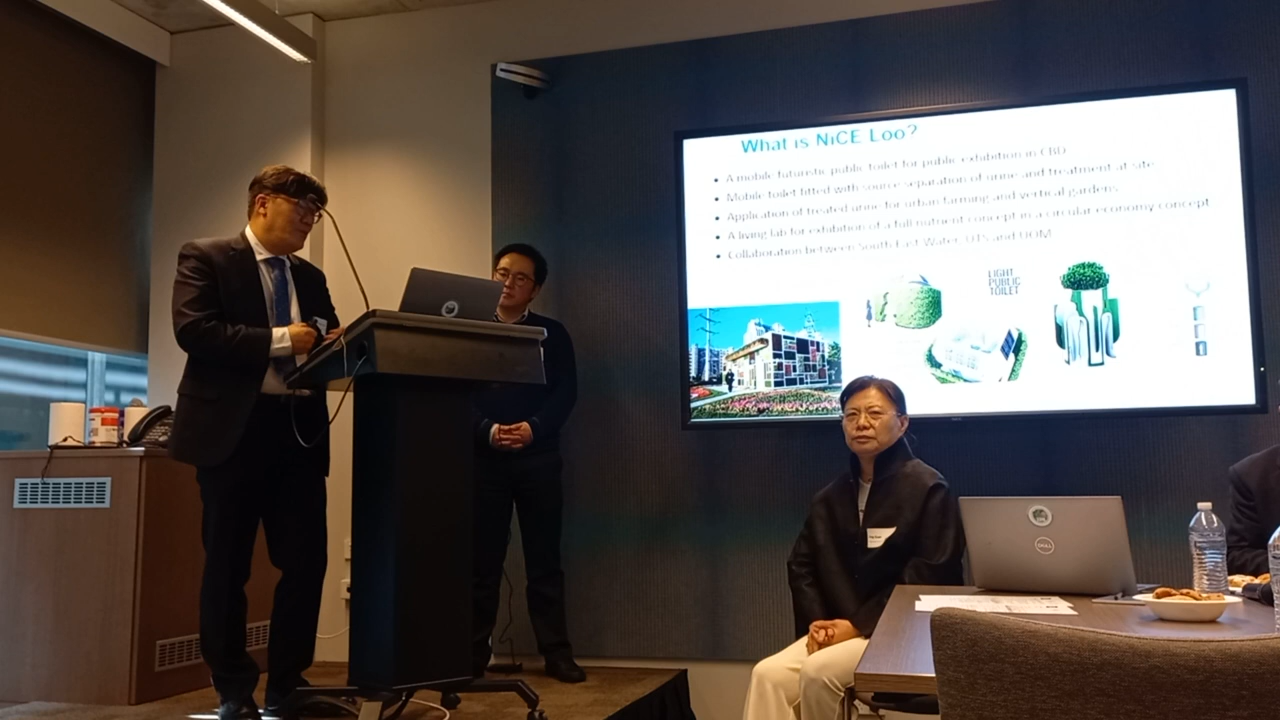 What is NiCE Loo?
• A mobile futuristic public toilet for public exhibition in CBD
• Mobile toilet fitted with source separation of urine and treatment at site
• Application of treated urine for urban farming and vertical gardens
• A living lab for exhibition of a full nutrient concept in a circular economy concept
• Collaboration between South East Water, UTS and UOM
LIGHT
PUBLIC
TOILET
DELL